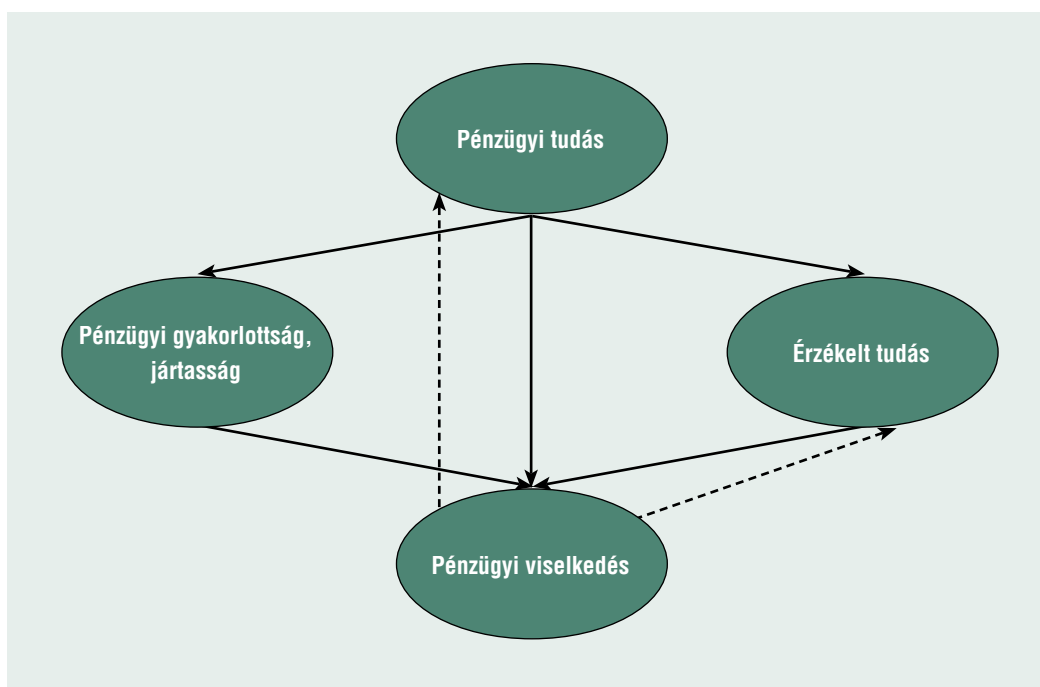 Pénzügyi tudás
Pénzügyi gyakorlottság,
jártasság
Érzékelt tudás
Pénzügyi viselkedés